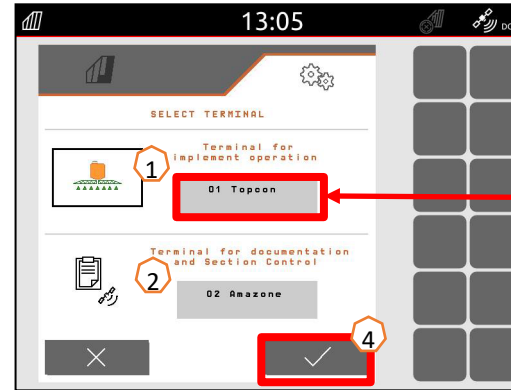 13:05
DC
SELECT TERMINAL
1
Terminal for
implement operation
01 Topcon
Terminal for documentation
and Section Control
2
02 Amazone
4